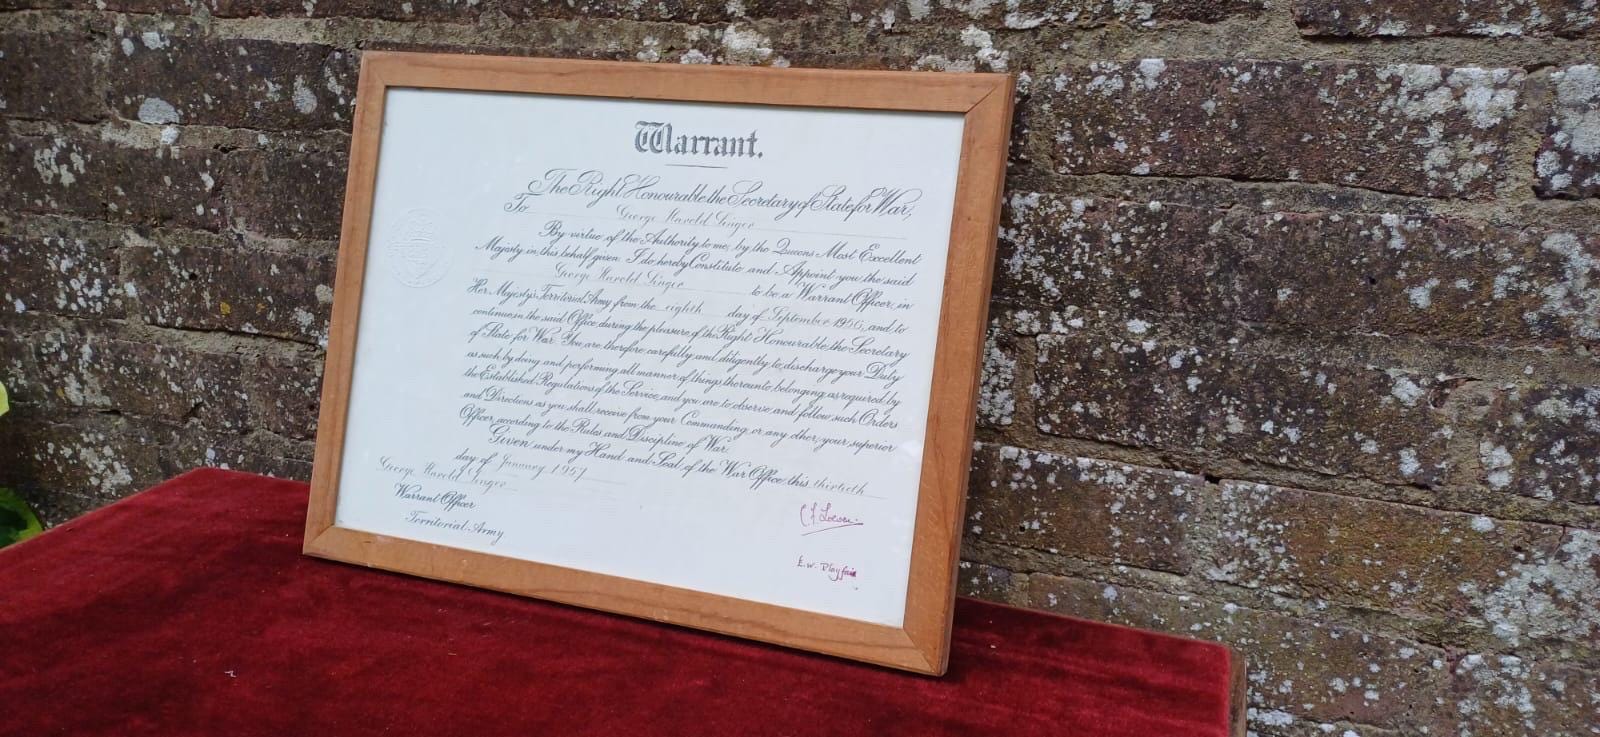 Warrant.
The Right Honourable the Secretary of State for War,
To George Harold Singer
By virtue of the Authority to me by the Queens Most Excellent
Majesty in this behalf given I do hereby Constitute and Appoint you the said
George Harold Singer to be a Warrant Officer in
Her Majesty's Territorial Army from the eighth day of September 1956, and to
continue in the said Office during the pleasure of the Right Honourable the Secretary
of State for War. You are therefore carefully and diligently to discharge your Duty
as such by doing and performing all manner of things thereunto belonging as required by
the Established Regulations of the Service, and you are to observe and follow such Orders
and Directions as you shall receive from your Commanding or any other, your superior
Officer, according to the Rules and Discipline of War.
Given under my Hand and Seal of the War Office this thirtieth
day of January, 1957
George Harold Singer
Warrant Officer
Territorial Army
E.W. Playfair